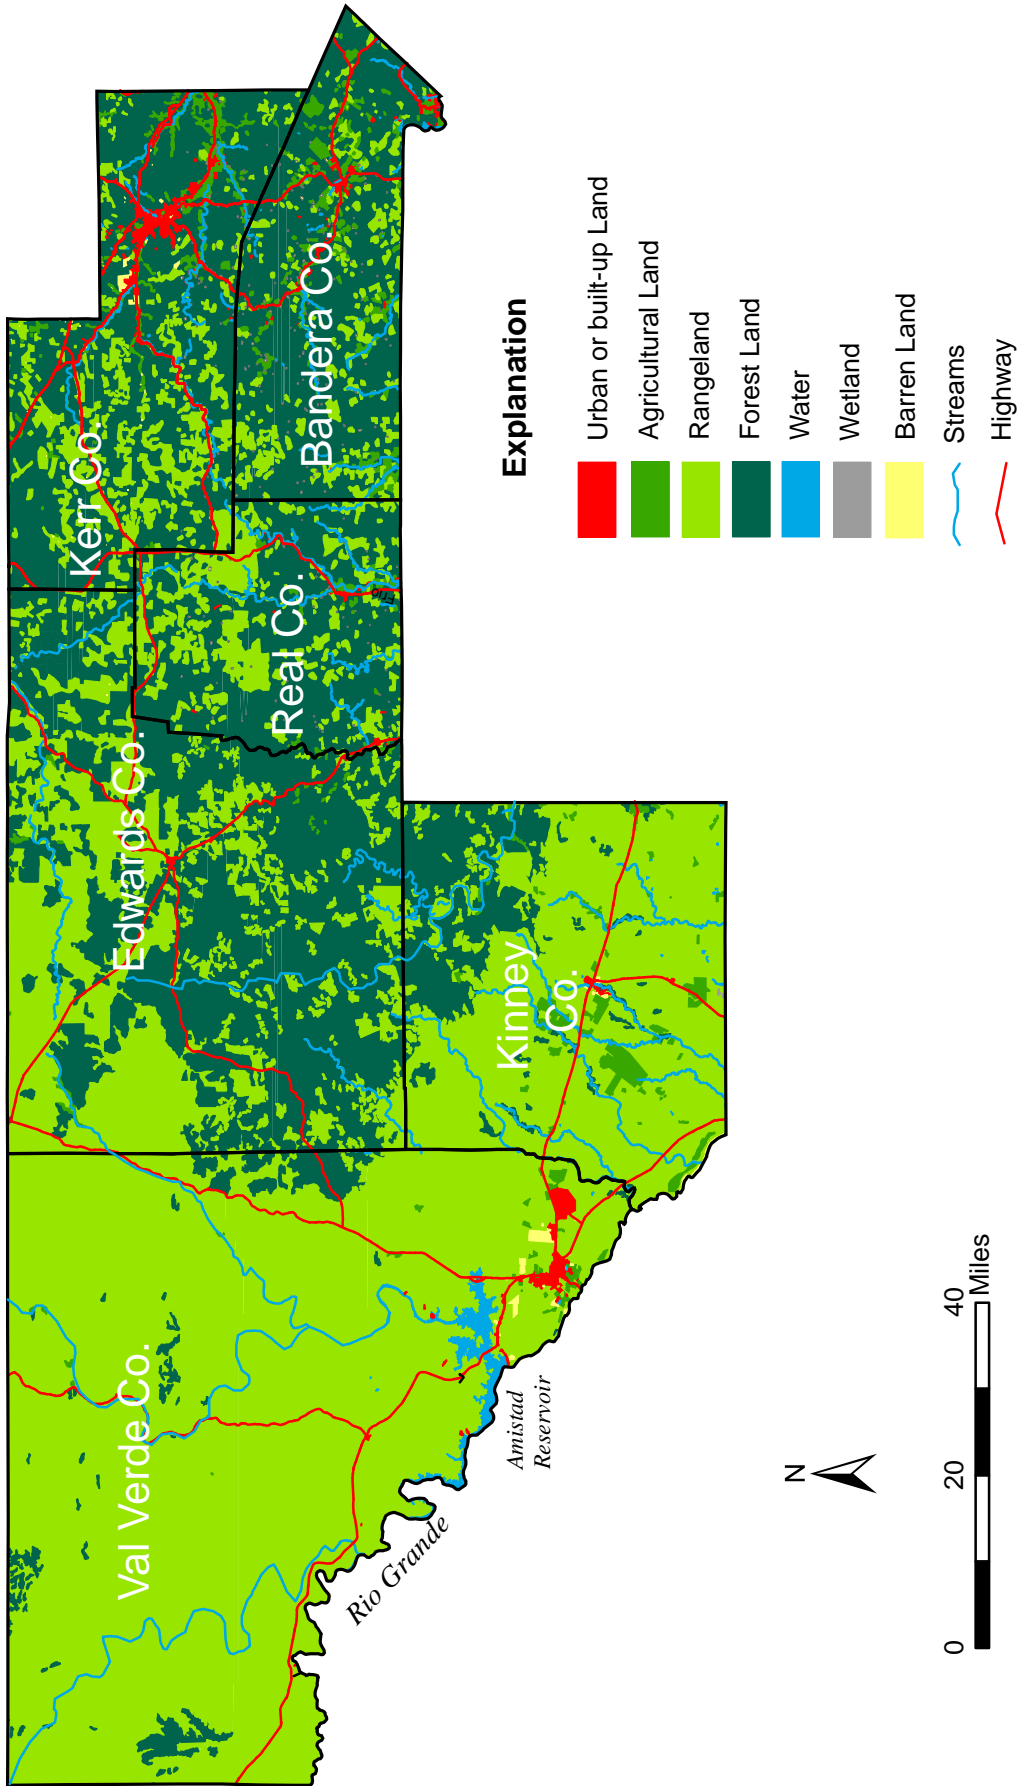 Kerr Co.
Bandera Co.
Real Co.
Edwards Co.
Kinney
Co.
Val Verde Co.
Frio
Amistad
Reservoir
Rio Grande
Explanation
Urban or built-up Land
Agricultural Land
Rangeland
Forest Land
Water
Wetland
Barren Land
Streams
Highway
N
0
20
40
Miles